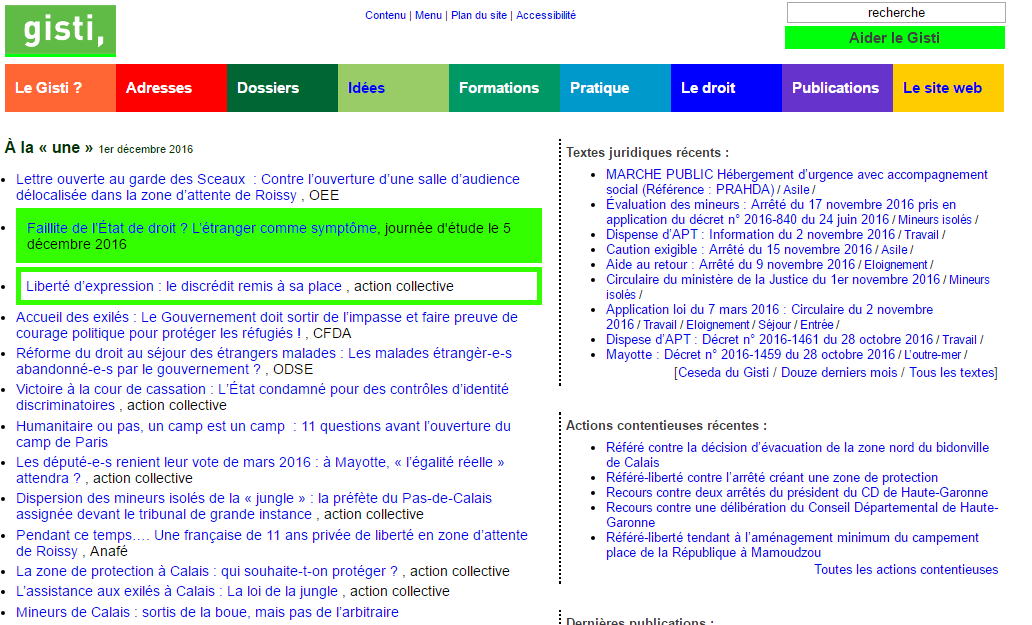 gisti,
Contenu | Menu | Plan du site | Accessibilité
recherche
Aider le Gisti
Le Gisti ?
Adresses
Dossiers
Idées
Formations
Pratique
Le droit
Publications
Le site web
À la « une » 1er décembre 2016
Lettre ouverte au garde des Sceaux  : Contre l’ouverture d’une salle d’audience
délocalisée dans la zone d’attente de Roissy , OEE
Faillite de l’État de droit ? L’étranger comme symptôme, journée d'étude le 5
décembre 2016
Liberté d’expression : le discrédit remis à sa place , action collective
Accueil des exilés : Le Gouvernement doit sortir de l’impasse et faire preuve de
courage politique pour protéger les réfugiés ! , CFDA
Réforme du droit au séjour des étrangers malades : Les malades étrangèr-e-s
abandonné-e-s par le gouvernement ? , ODSE
Victoire à la cour de cassation : L’État condamné pour des contrôles d’identité
discriminatoires , action collective
Humanitaire ou pas, un camp est un camp  : 11 questions avant l’ouverture du
camp de Paris
Les député-e-s renient leur vote de mars 2016 : à Mayotte, « l’égalité réelle »
attendra ? , action collective
Dispersion des mineurs isolés de la « jungle » : la préfète du Pas-de-Calais
assignée devant le tribunal de grande instance , action collective
Pendant ce temps…. Une française de 11 ans privée de liberté en zone d’attente
de Roissy , Anafé
La zone de protection à Calais : qui souhaite-t-on protéger ? , action collective
L’assistance aux exilés à Calais : La loi de la jungle , action collective
Mineurs de Calais : sortis de la boue, mais pas de l’arbitraire
Textes juridiques récents :
MARCHE PUBLIC Hébergement d’urgence avec accompagnement
social (Référence : PRAHDA) / Asile /
Évaluation des mineurs : Arrêté du 17 novembre 2016 pris en
application du décret n° 2016-840 du 24 juin 2016 / Mineurs isolés /
Dispense d’APT : Information du 2 novembre 2016 / Travail /
Caution exigible : Arrêté du 15 novembre 2016 / Asile /
Aide au retour : Arrêté du 9 novembre 2016 / Eloignement /
Circulaire du ministère de la Justice du 1er novembre 2016 / Mineurs
isolés /
Application loi du 7 mars 2016 : Circulaire du 2 novembre
2016 / Travail / Eloignement / Séjour / Entrée /
Dispese d’APT : Décret n° 2016-1461 du 28 octobre 2016 / Travail /
Mayotte : Décret n° 2016-1459 du 28 octobre 2016 / L’outre-mer /
[Ceseda du Gisti / Douze derniers mois / Tous les textes]
Actions contentieuses récentes :
Référé contre la décision d’évacuation de la zone nord du bidonville
de Calais
Référé-liberté contre l’arrêté créant une zone de protection
Recours contre deux arrêtés du président du CD de Haute-Garonne
Recours contre une délibération du Conseil Départemental de Haute-
Garonne
Référé-liberté tendant à l’aménagement minimum du campement
place de la République à Mamoudzou
Toutes les actions contentieuses
Dernières publications :